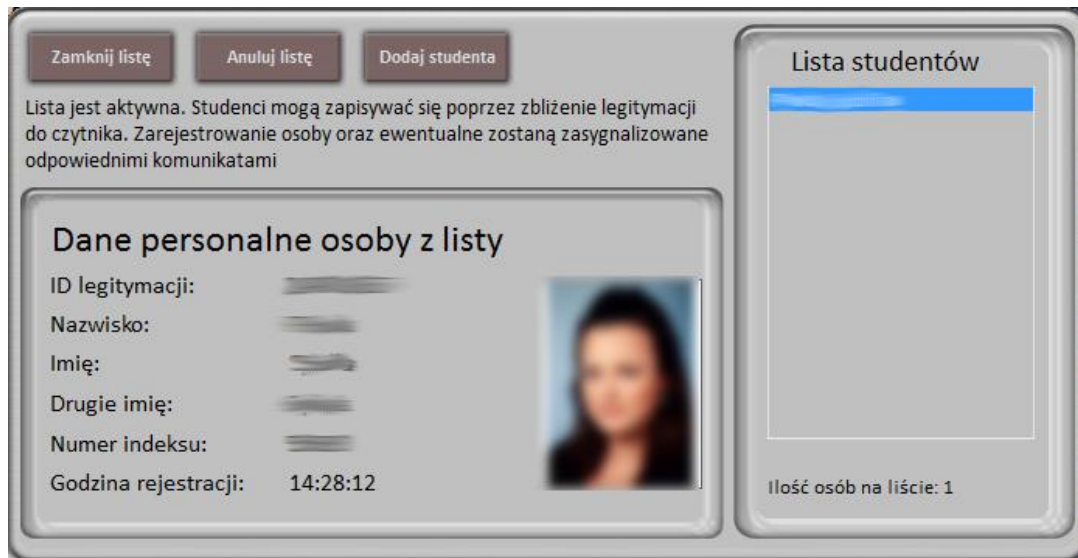 Zamknij listę
Anuluj listę
Dodaj studenta
Lista jest aktywna. Studenci mogą zapisywać się poprzez zbliżenie legitymacji
do czytnika. Zarejestrowanie osoby oraz ewentualne zostaną zasygnalizowane
odpowiednimi komunikatami
Dane personalne osoby z listy
ID legitymacji:
Nazwisko:
Imię:
Drugie imię:
Numer indeksu:
Godzina rejestracji: 14:28:12
Lista studentów
Ilość osób na liście: 1